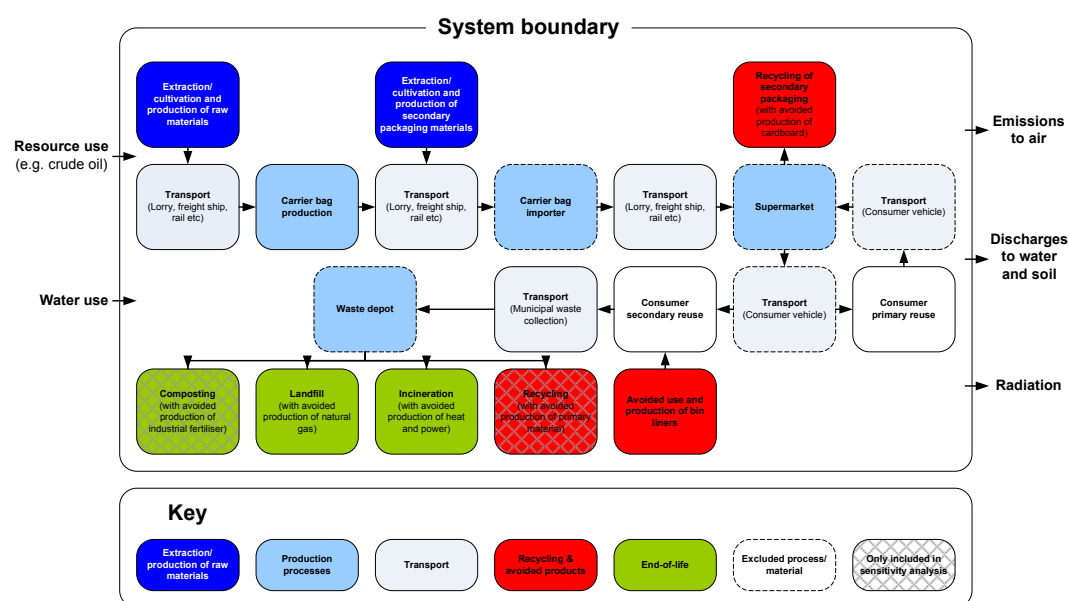 System boundary
Extraction/
cultivation and
production of raw
materials
Extraction/
cultivation and
production of
secondary
packaging materials
Recycling of
secondary
packaging
(with avoided
production of
cardboard)
Resource use
(e.g. crude oil)
Emissions
to air
Transport
(Lorry, freight ship,
rail etc)
Carrier bag
production
Transport
(Lorry, freight ship,
rail etc)
Carrier bag
importer
Transport
(Lorry, freight ship,
rail etc)
Supermarket
Transport
(Consumer vehicle)
Discharges
to water
and soil
Water use
Waste depot
Transport
(Municipal waste
collection)
Consumer
secondary reuse
Transport
(Consumer vehicle)
Consumer
primary reuse
Composting
(with avoided
production of
industrial fertiliser)
Landfill
(with avoided
production of natural
gas)
Incineration
(with avoided
production of heat
and power)
Recycling
(with avoided
production of primary
material)
Avoided use and
production of bin
liners
Radiation
Key
Extraction/
production of raw
materials
Production
processes
Transport
Recycling &
avoided products
End-of-life
Excluded process/
material
Only included in
sensitivity analysis